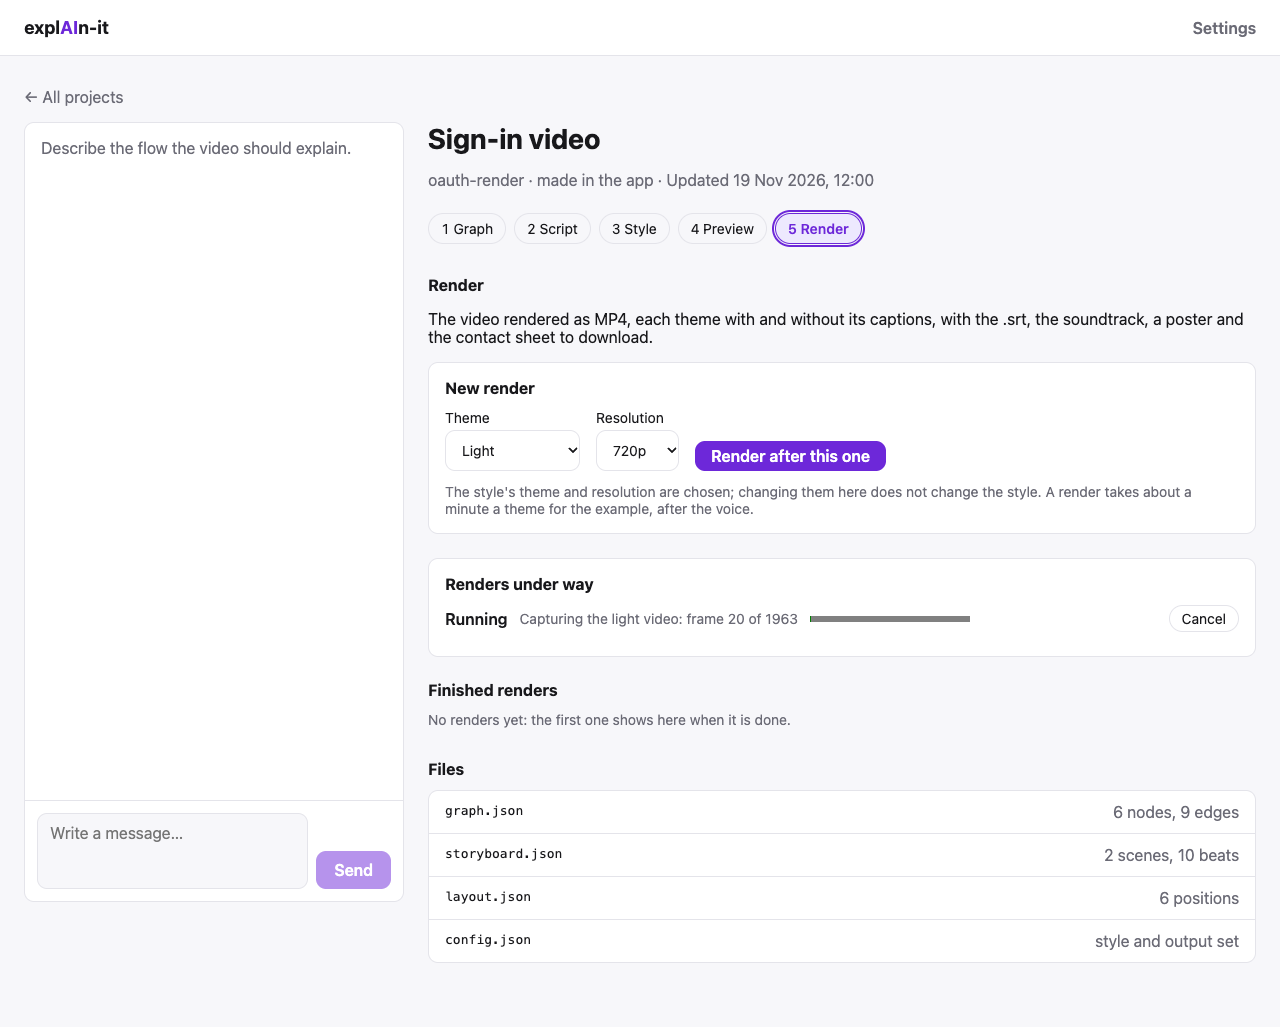 explAIn-it
Settings
← All projects
Describe the flow the video should explain.
Write a message...
Send
Sign-in video
oauth-render · made in the app · Updated 19 Nov 2026, 12:00
1 Graph
2 Script
3 Style
4 Preview
5 Render
Render
The video rendered as MP4, each theme with and without its captions, with the .srt, the soundtrack, a poster and
the contact sheet to download.
New render
Theme
Resolution
Light
720p
Render after this one
The style's theme and resolution are chosen; changing them here does not change the style. A render takes about a
minute a theme for the example, after the voice.
Renders under way
Running
Capturing the light video: frame 20 of 1963
Cancel
Finished renders
No renders yet: the first one shows here when it is done.
Files
graph.json
6 nodes, 9 edges
storyboard.json
2 scenes, 10 beats
layout.json
6 positions
config.json
style and output set